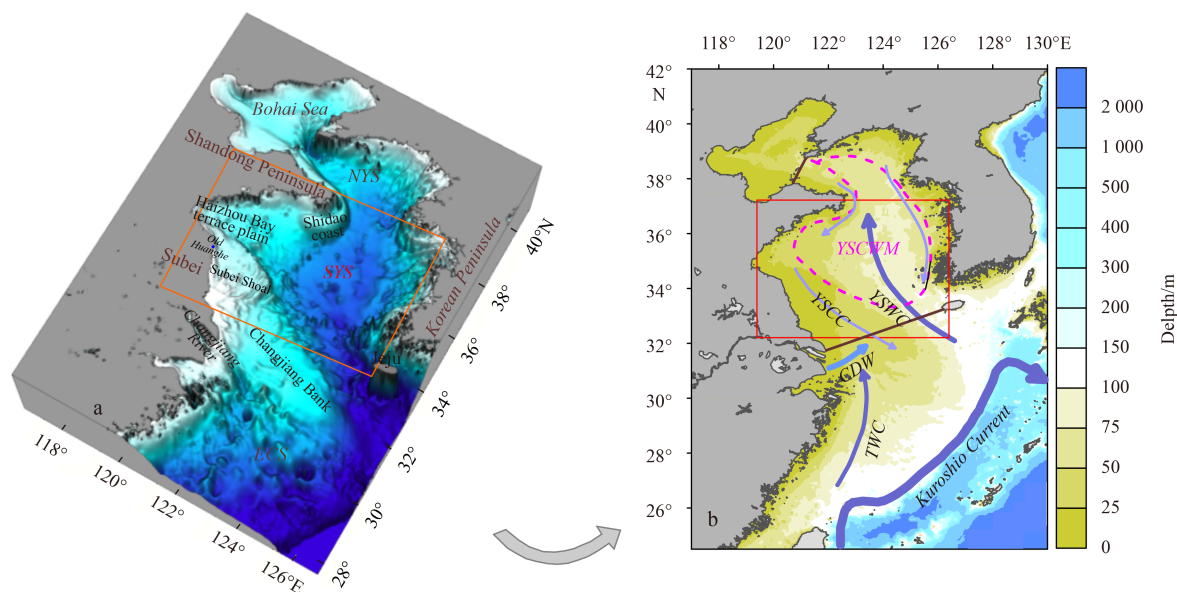 Bohai Sea
Shandong Peninsula
NYS
Haizhou Bay
terrace plain
Shidao
coast
Old
Huanghe
Subei
Subei Shoal
SYS
Korean Peninsula
Changjiang
River
Changjiang Bank
Jeju
ECS
a
118°
120°
122°
124°
126°E
28°
30°
32°
34°
36°
38°
40°N
118°
120°
122°
124°
126°
128°
130°E
42°
N
40°
38°
36°
34°
32°
30°
28°
26°
YSCWM
YSCC
YSWC
CDW
TWC
Kuroshio Current
b
2 000
1 000
500
400
300
200
150
100
75
50
25
0
Delpth/m